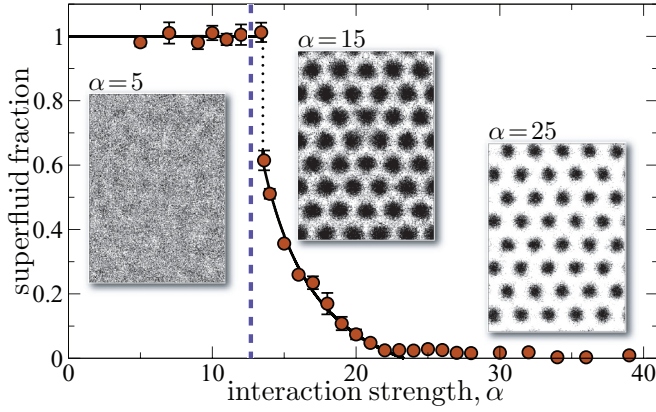 superfluid fraction
1
0.8
0.6
0.4
0.2
0
α=5
α=15
α=25
0 10 20 30 40
interaction strength, α